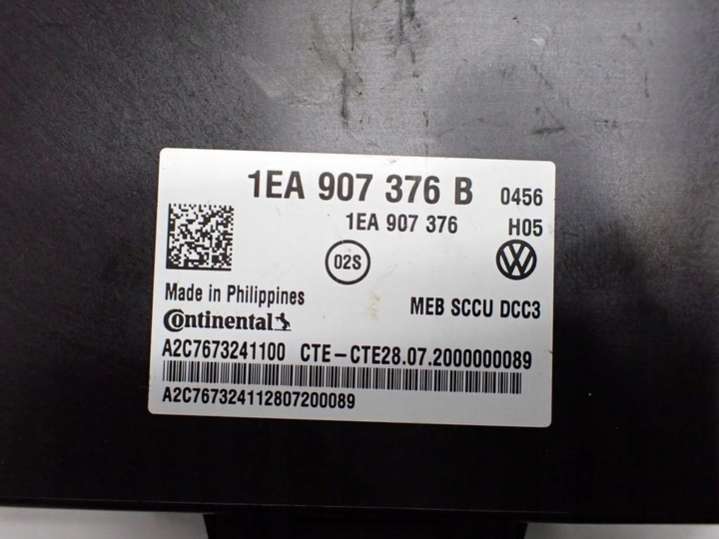 1EA 907 376 B 0456
1EA 907 376 H05
02S
Made in Philippines
MEB SCCU DCC3
Continental
A2C7673241100 CTE-CTE28.07.2000000089
A2C767324112807200089